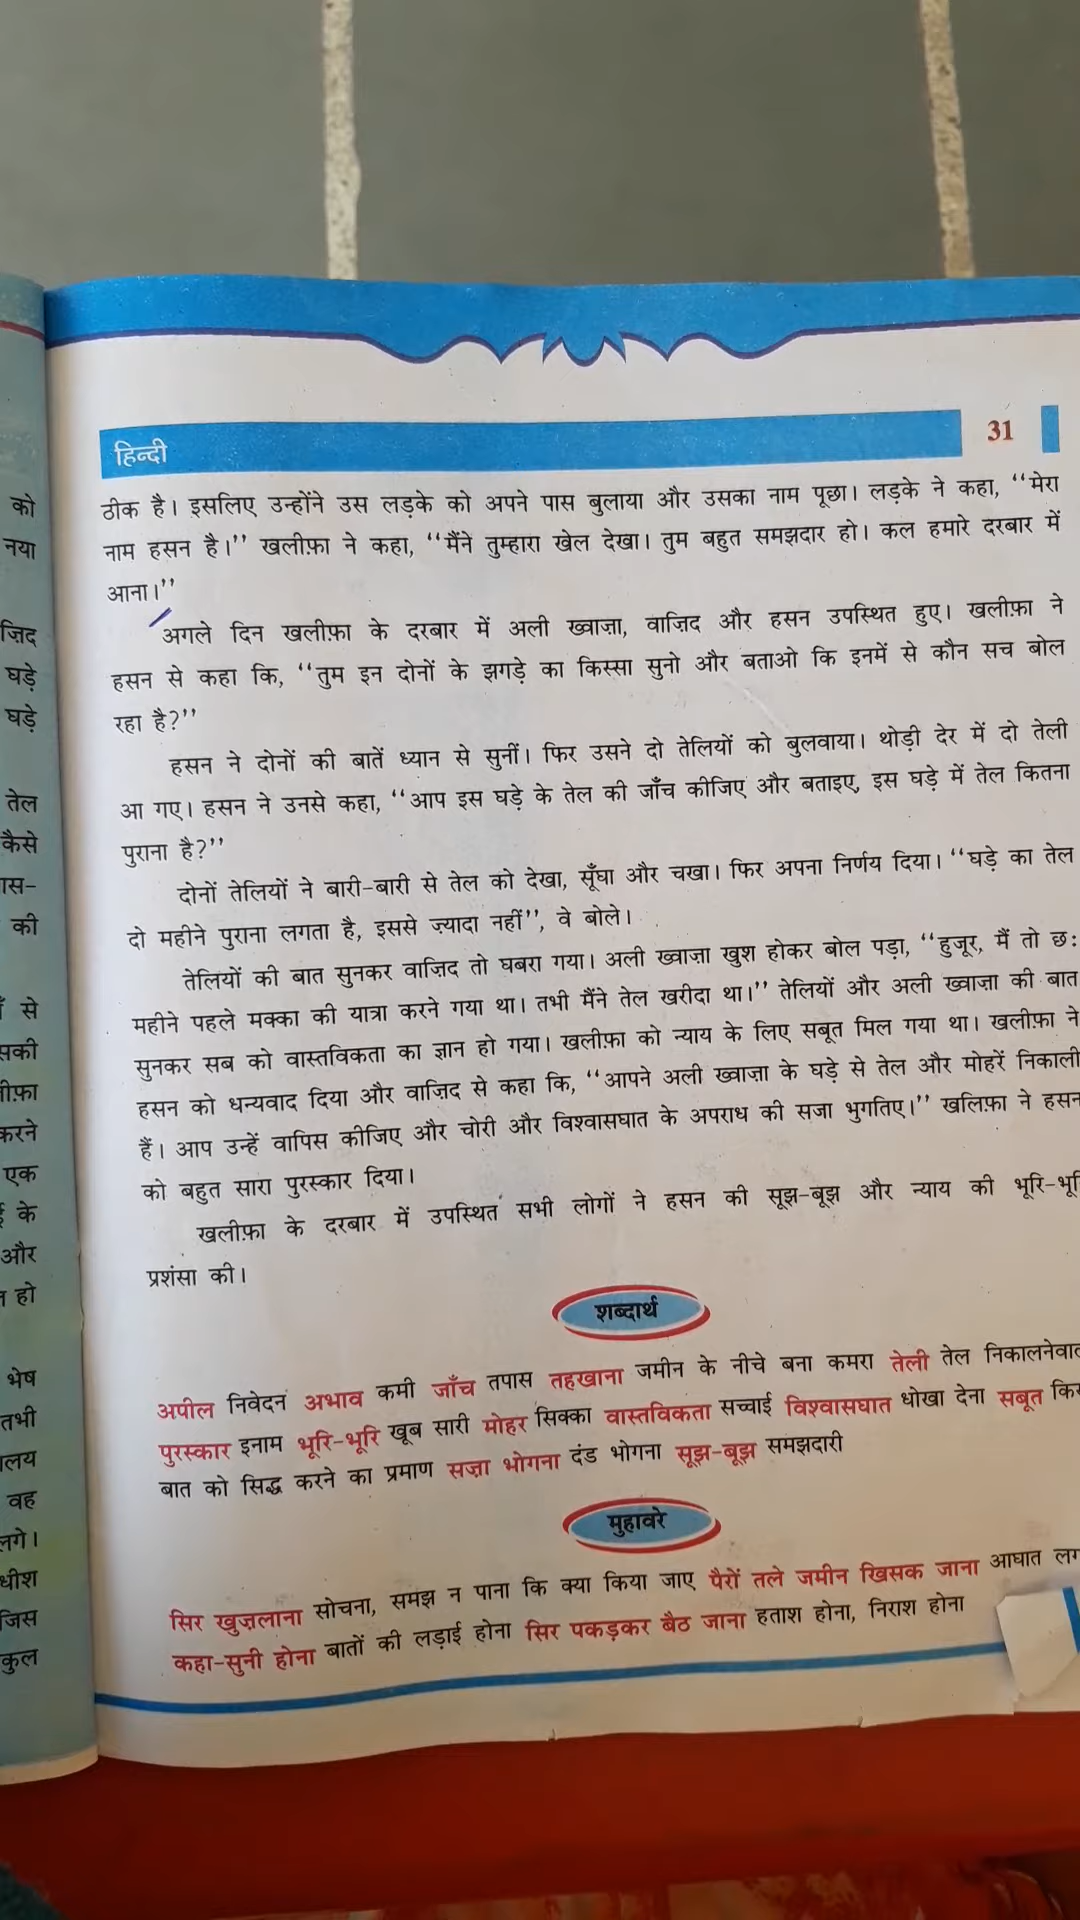 हिन्दी
31
ठीक है। इसलिए उन्होंने उस लड़के को अपने पास बुलाया और उसका नाम पूछा। लड़के ने कहा, ‘‘मेरा
नाम हसन है।’’ खलीफ़ा ने कहा, ‘‘मैंने तुम्हारा खेल देखा। तुम बहुत समझदार हो। कल हमारे दरबार में
आना।’’
अगले दिन खलीफ़ा के दरबार में अली ख्वाज़ा, वाज़िद और हसन उपस्थित हुए। खलीफ़ा ने
हसन से कहा कि, ‘‘तुम इन दोनों के झगड़े का किस्सा सुनो और बताओ कि इनमें से कौन सच बोल
रहा है?’’
हसन ने दोनों की बातें ध्यान से सुनीं। फिर उसने दो तेलियों को बुलवाया। थोड़ी देर में दो तेली
आ गए। हसन ने उनसे कहा, ‘‘आप इस घड़े के तेल की जाँच कीजिए और बताइए, इस घड़े में तेल कितना
पुराना है?’’
दोनों तेलियों ने बारी-बारी से तेल को देखा, सूँघा और चखा। फिर अपना निर्णय दिया। ‘‘घड़े का तेल
दो महीने पुराना लगता है, इससे ज़्यादा नहीं’’, वे बोले।
तेलियों की बात सुनकर वाज़िद तो घबरा गया। अली ख्वाज़ा खुश होकर बोल पड़ा, ‘‘हुजूर, मैं तो छः
महीने पहले मक्का की यात्रा करने गया था। तभी मैंने तेल खरीदा था।’’ तेलियों और अली ख्वाज़ा की बात
सुनकर सब को वास्तविकता का ज्ञान हो गया। खलीफ़ा को न्याय के लिए सबूत मिल गया था। खलीफ़ा ने
हसन को धन्यवाद दिया और वाज़िद से कहा कि, ‘‘आपने अली ख्वाज़ा के घड़े से तेल और मोहरें निकाली
हैं। आप उन्हें वापिस कीजिए और चोरी और विश्वासघात के अपराध की सजा भुगतिए।’’ खलिफ़ा ने हसन
को बहुत सारा पुरस्कार दिया।
खलीफ़ा के दरबार में उपस्थित सभी लोगों ने हसन की सूझ-बूझ और न्याय की भूरि-भूरि
प्रशंसा की।
शब्दार्थ
अपील निवेदन अभाव कमी जाँच तपास तहखाना जमीन के नीचे बना कमरा तेली तेल
पुरस्कार इनाम भूरि-भूरि खूब सारी मोहर सिक्का वास्तविकता सच्चाई विश्वासघात धोखा देना सबूत
बात को सिद्ध करने का प्रमाण सज़ा भोगना दंड भोगना सूझ-बूझ समझदारी
मुहावरे
सिर खुज़लाना सोचना, समझ न पाना कि क्या किया जाए पैरों तले जमीन खिसक जाना आघात
कहा-सुनी होना बातों की लड़ाई होना सिर पकड़कर बैठ जाना हताश होना, निराश होना